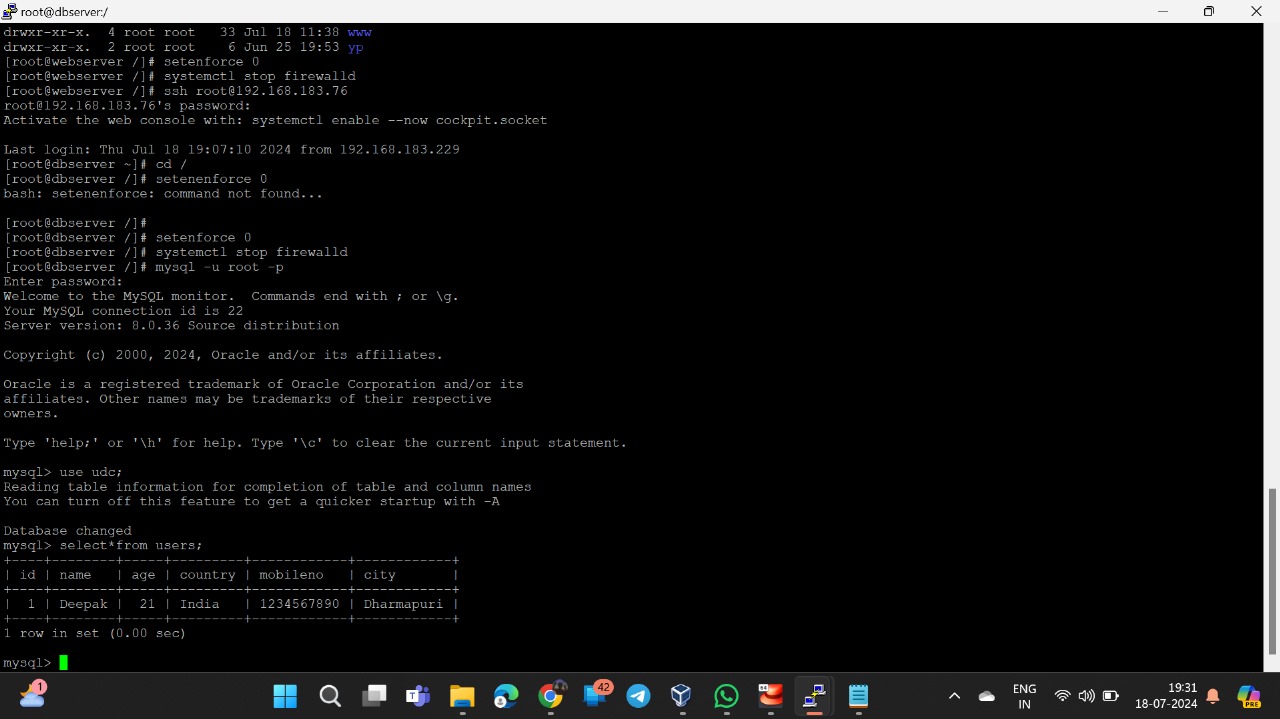 root@dbserver:/
drwxr-xr-x.  4 root root   33 Jul 18 11:38 www
drwxr-xr-x.  2 root root    6 Jun 25 19:53 yp
[root@webserver /]# setenforce 0
[root@webserver /]# systemctl stop firewalld
[root@webserver /]# ssh root@192.168.183.76
root@192.168.183.76's password:
Activate the web console with: systemctl enable --now cockpit.socket
Last login: Thu Jul 18 19:07:10 2024 from 192.168.183.229
[root@dbserver ~]# cd /
[root@dbserver /]# setenenforce 0
bash: setenenforce: command not found...
[root@dbserver /]#
[root@dbserver /]# setenforce 0
[root@dbserver /]# systemctl stop firewalld
[root@dbserver /]# mysql -u root -p
Enter password:
Welcome to the MySQL monitor.  Commands end with ; or \g.
Your MySQL connection id is 22
Server version: 8.0.36 Source distribution
Copyright (c) 2000, 2024, Oracle and/or its affiliates.
Oracle is a registered trademark of Oracle Corporation and/or its
affiliates. Other names may be trademarks of their respective
owners.
Type 'help;' or '\h' for help. Type '\c' to clear the current input statement.
mysql> use udc;
Reading table information for completion of table and column names
You can turn off this feature to get a quicker startup with -A
Database changed
mysql> select*from users;
+----+--------+-----+---------+------------+------------+
| id | name   | age | country | mobileno   | city       |
+----+--------+-----+---------+------------+------------+
|  1 | Deepak |  21 | India   | 1234567890 | Dharmapuri |
+----+--------+-----+---------+------------+------------+
1 row in set (0.00 sec)
mysql>
1
42
64
ENG
IN
19:31
18-07-2024
PRE